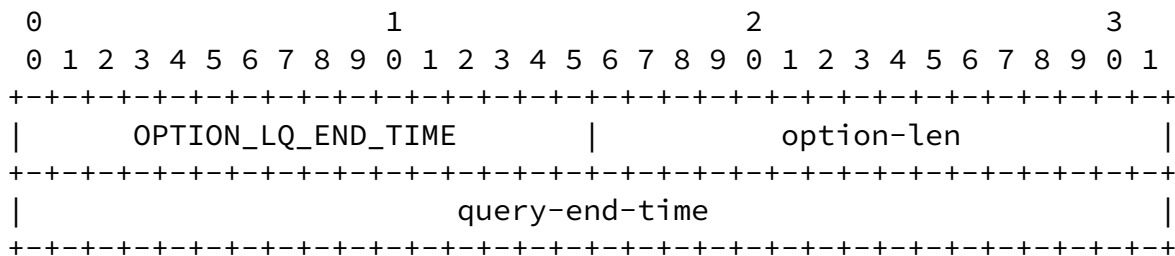 0                   1                   2                   3
 0 1 2 3 4 5 6 7 8 9 0 1 2 3 4 5 6 7 8 9 0 1 2 3 4 5 6 7 8 9 0 1
+-+-+-+-+-+-+-+-+-+-+-+-+-+-+-+-+-+-+-+-+-+-+-+-+-+-+-+-+-+-+-+-+
|      OPTION_LQ_END_TIME       |          option-len           |
+-+-+-+-+-+-+-+-+-+-+-+-+-+-+-+-+-+-+-+-+-+-+-+-+-+-+-+-+-+-+-+-+
|                        query-end-time                         |
+-+-+-+-+-+-+-+-+-+-+-+-+-+-+-+-+-+-+-+-+-+-+-+-+-+-+-+-+-+-+-+-+